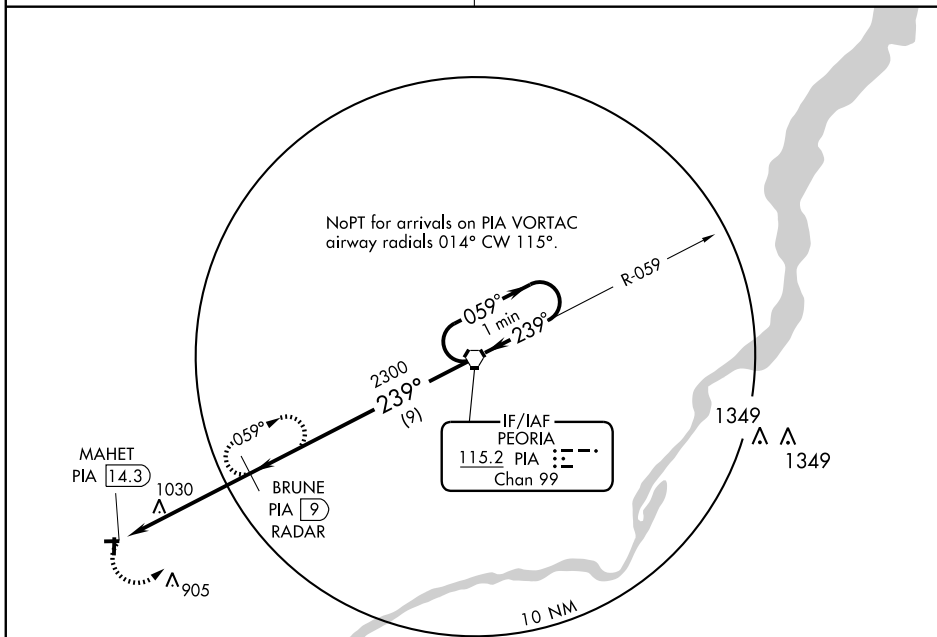 NoPT for arrivals on PIA VORTAC
airway radials 014° CW 115°.
R-059
059°
1 min
239°
2300
239°
(9)
IF/IAF
PEORIA
115.2 PIA
Chan 99
1349
1349
059°
MAHET
PIA 14.3
1030
BRUNE
PIA 9
RADAR
905
10 NM